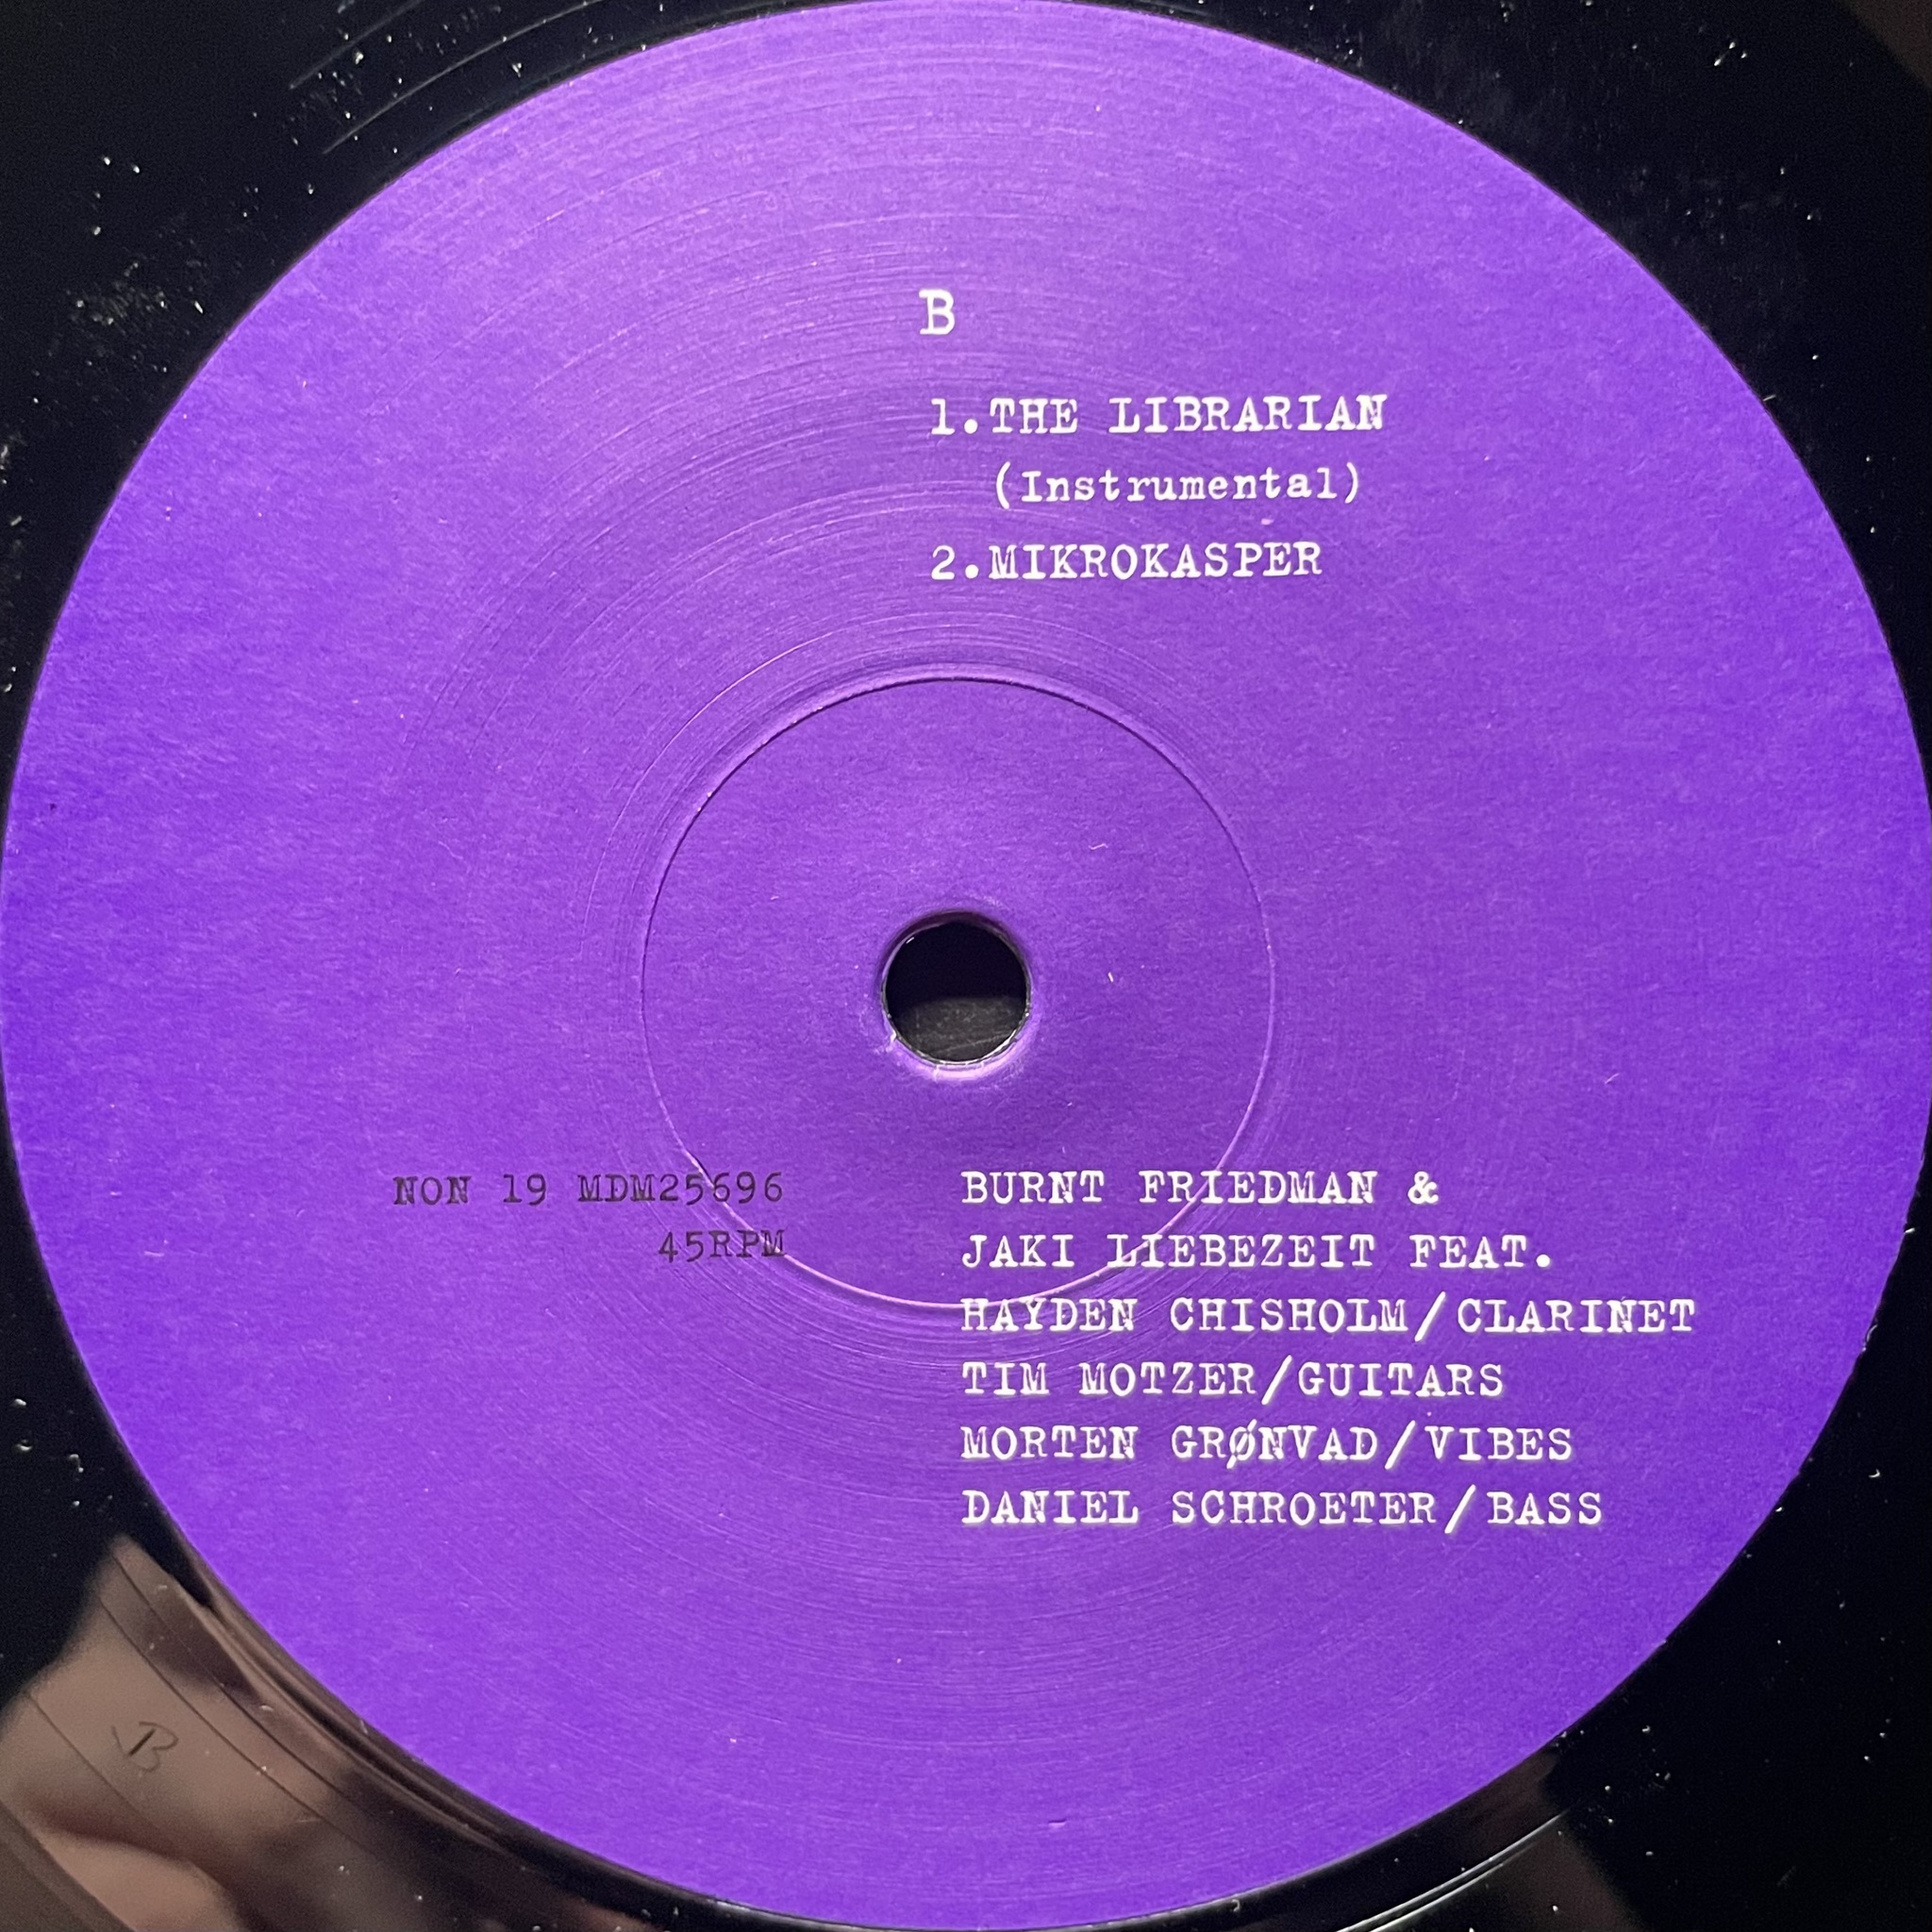 B
1.THE LIBRARIAN
(Instrumental)
2.MIKROKASPER
NON 19 MDM25696
45RPM
BURNT FRIEDMAN &
JAKI LIEBEZEIT FEAT.
HAYDEN CHISHOLM/CLARINET
TIM MOTZER/GUITARS
MORTEN GRØNVAD/VIBES
DANIEL SCHROETER/BASS
B